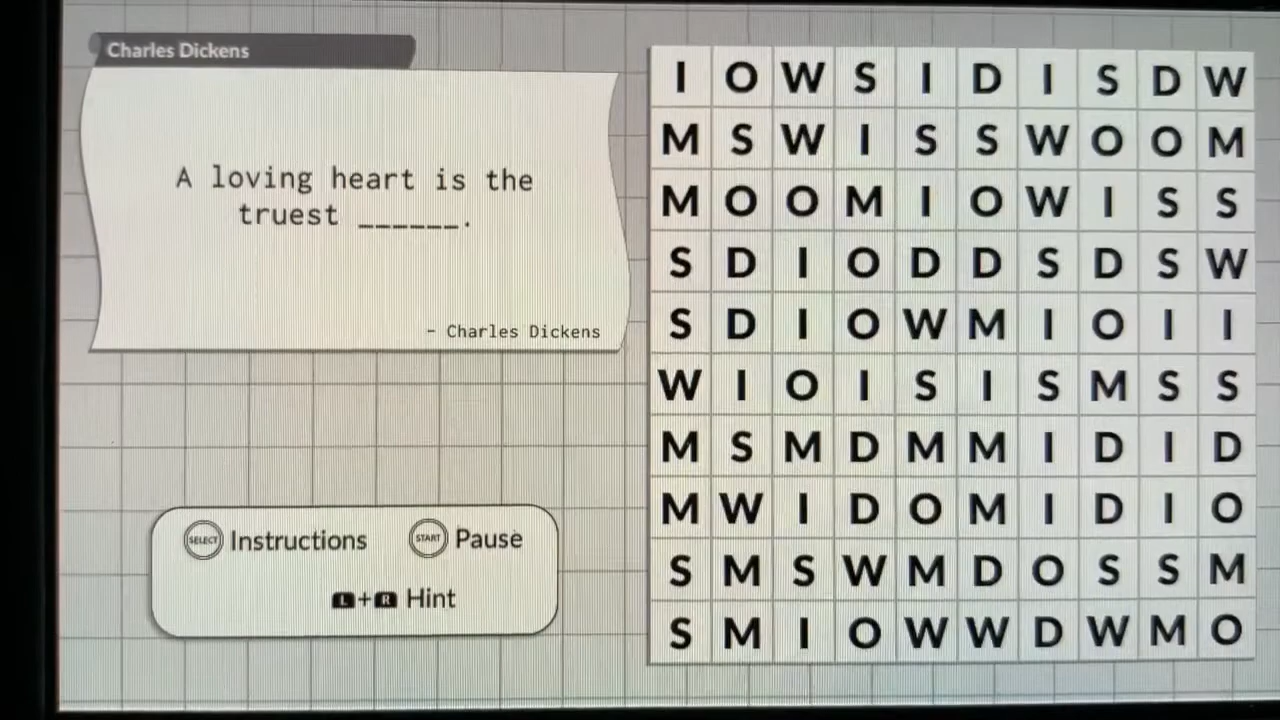 Charles Dickens
A loving heart is the
truest ______.
- Charles Dickens
SELECT Instructions START Pause
L+R Hint
I O W S I D I S D W
M S W I S S W O O M
M O O M I O W I S S
S D I O D D S D S W
S D I O W M I O I I
W I O I S I S M S S
M S M D M M I D I D
M W I D O M I D I O
S M S W M D O S S M
S M I O W W D W M O